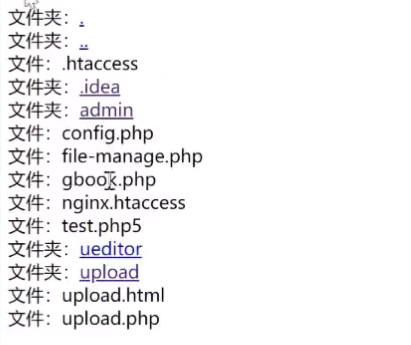 文件夹：.
文件夹：..
文件：.htaccess
文件夹：.idea
文件夹：admin
文件：config.php
文件：file-manage.php
文件：gbook.php
文件：nginx.htaccess
文件：test.php5
文件夹：ueditor
文件夹：upload
文件：upload.html
文件：upload.php